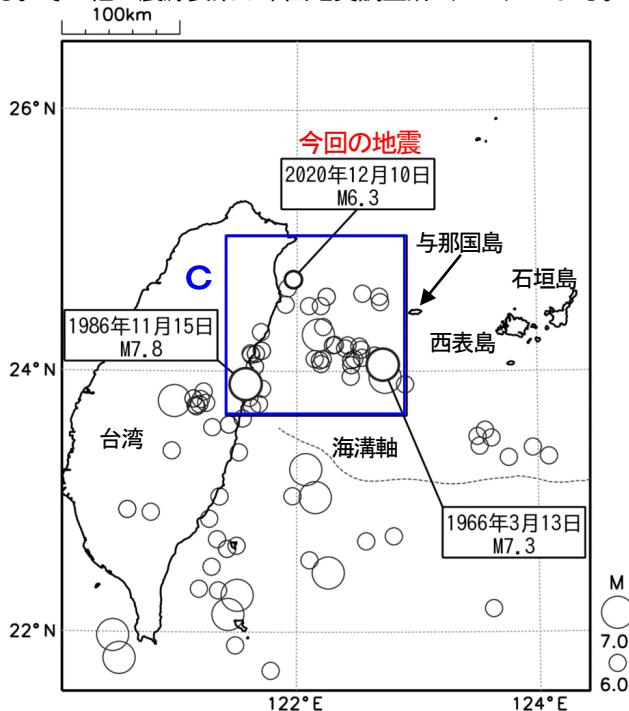 100km
26°N
今回の地震
2020年12月10日
M6.3
与那国島
C
石垣島
1986年11月15日
M7.8
西表島
24°N
台湾
海溝軸
1966年3月13日
M7.3
M
7.0
6.0
22°N
122°E
124°E